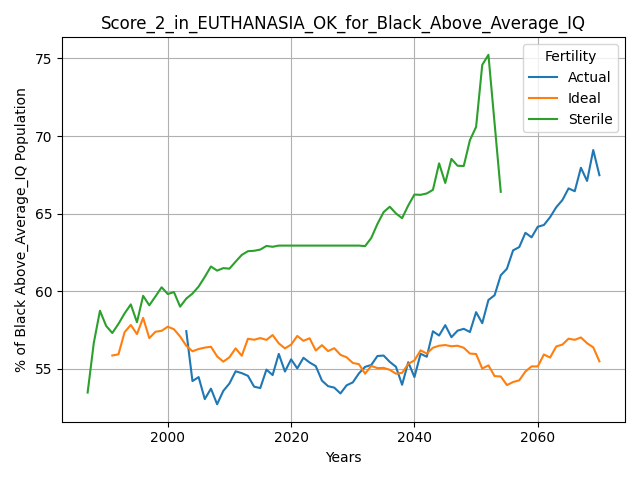 Score_2_in_EUTHANASIA_OK_for_Black_Above_Average_IQ
Fertility
Actual
Ideal
Sterile
% of Black Above_Average_IQ Population
75
70
65
60
55
2000
2020
2040
2060
Years